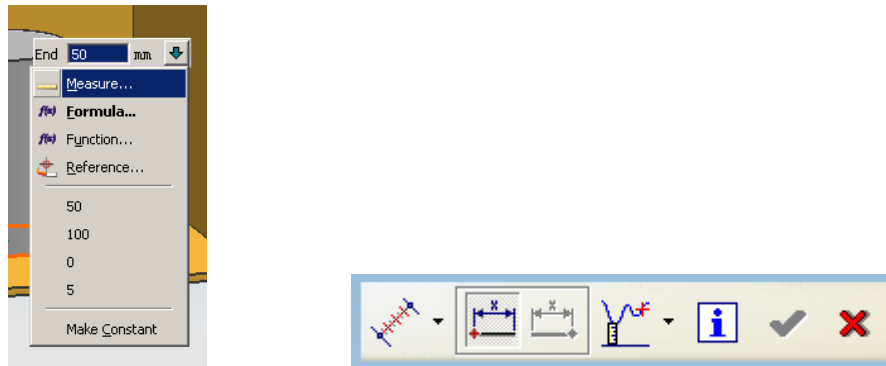 End 50 mm
Measure...
f(x) Formula...
f(x) Function...
Reference...
50
100
0
5
Make Constant
x x
i